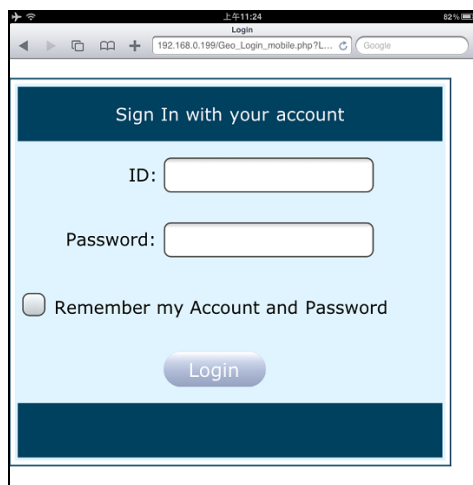 上午11:24
82%
Login
192.168.0.199/Geo_Login_mobile.php?L...
Google
Sign In with your account
ID:
Password:
Remember my Account and Password
Login